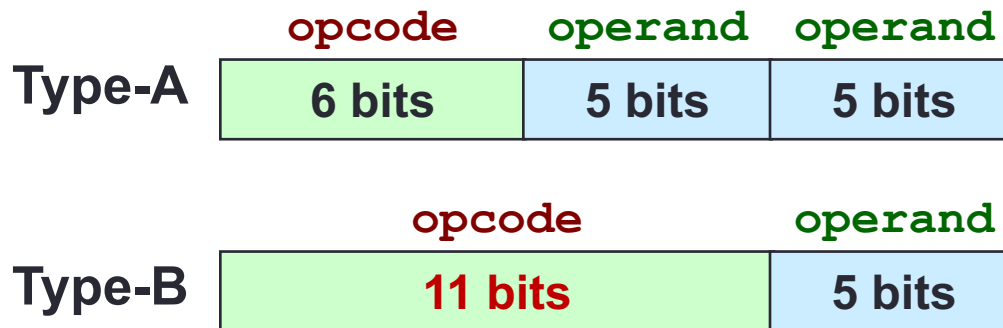 opcode operand operand
Type-A 6 bits 5 bits 5 bits
opcode operand
Type-B 11 bits 5 bits